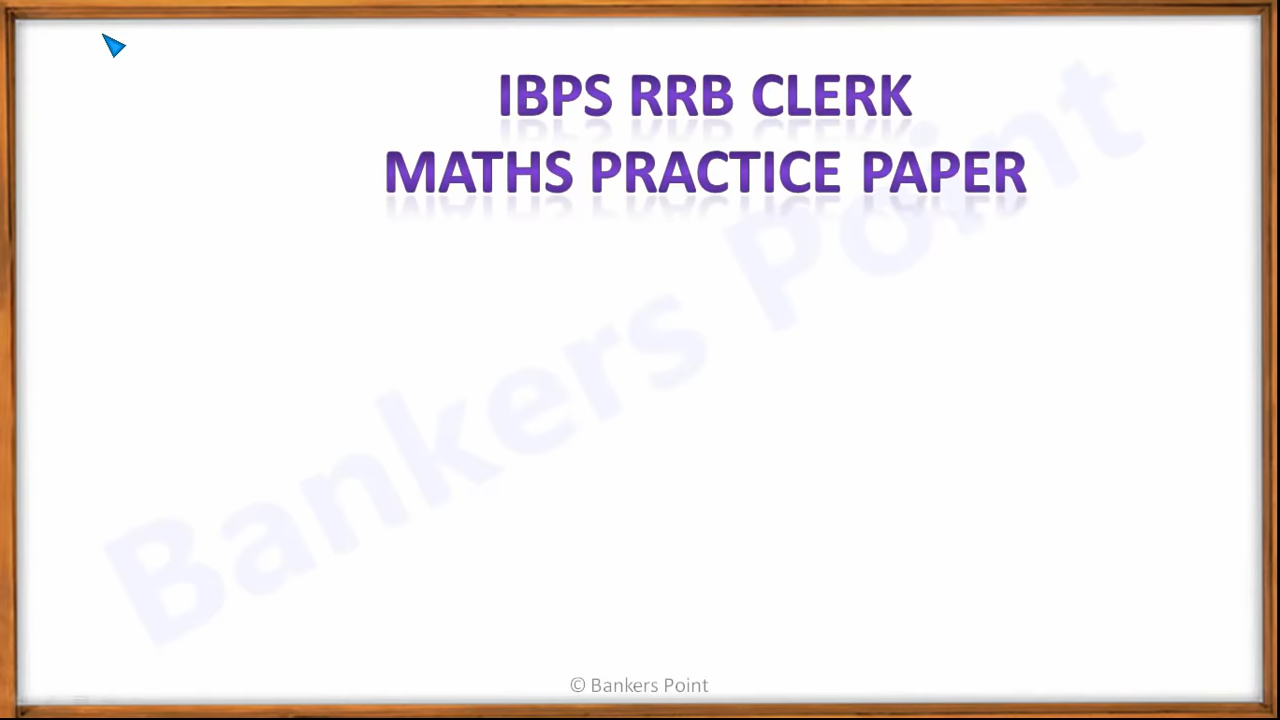 IBPS RRB CLERK
MATHS PRACTICE PAPER
Bankers Point
© Bankers Point